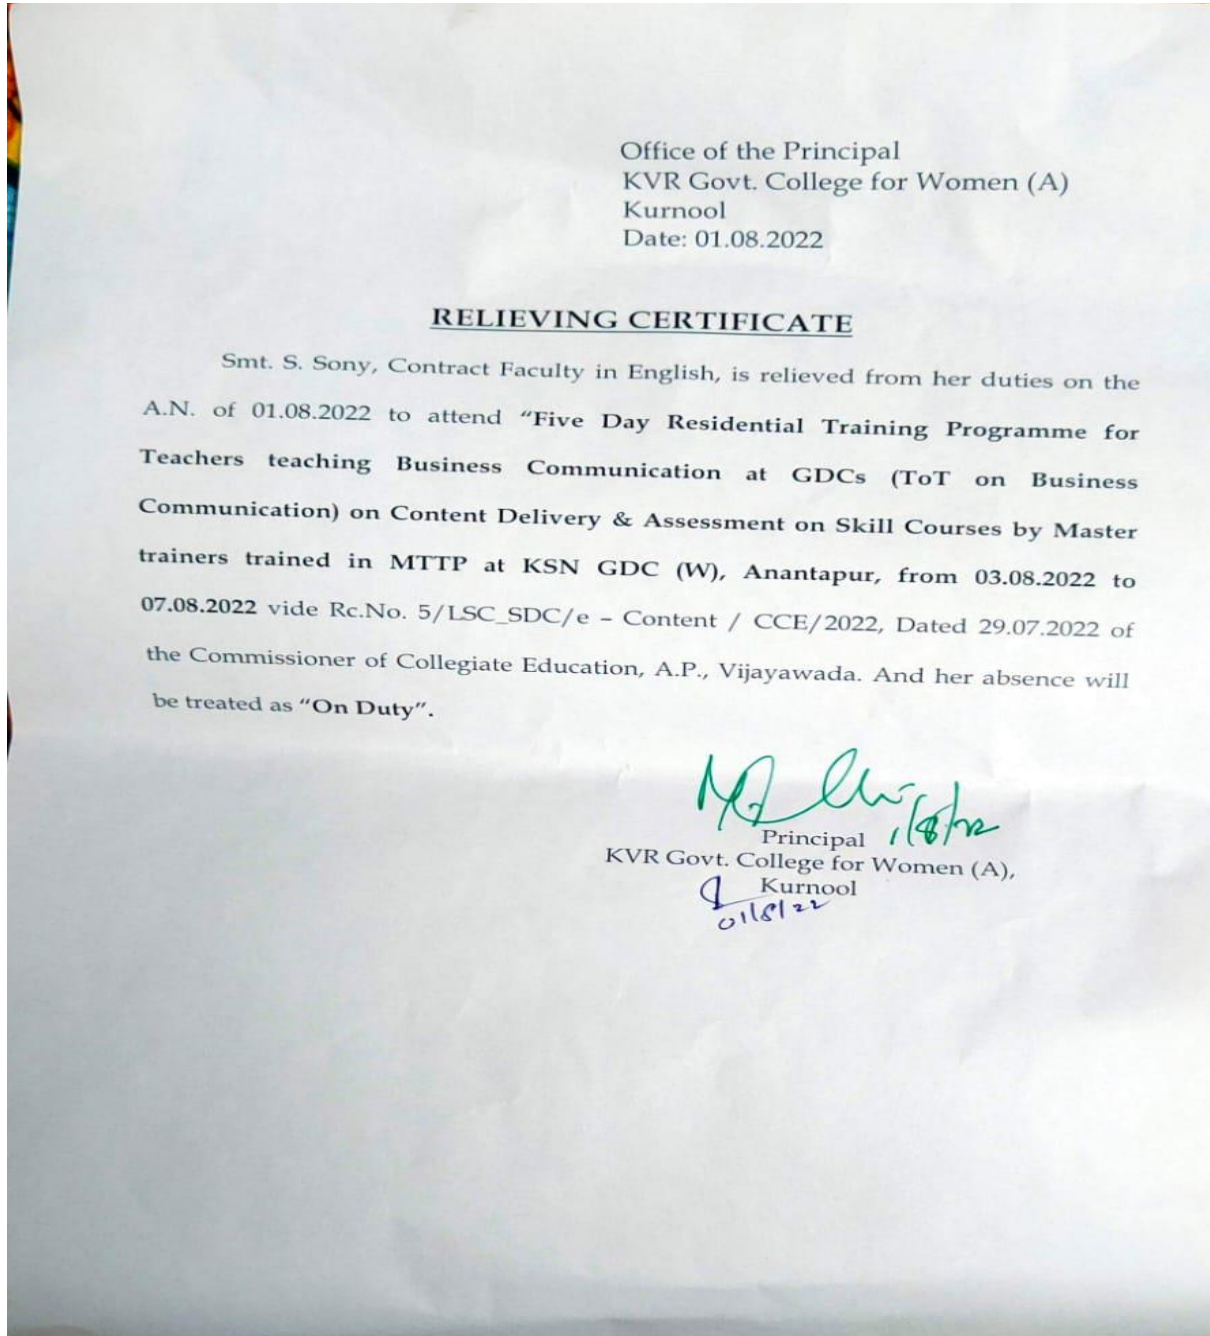 Office of the Principal
KVR Govt. College for Women (A)
Kurnool
Date: 01.08.2022
RELIEVING CERTIFICATE
Smt. S. Sony, Contract Faculty in English, is relieved from her duties on the
A.N. of 01.08.2022 to attend “Five Day Residential Training Programme for
Teachers teaching Business Communication at GDCs (ToT on Business
Communication) on Content Delivery & Assessment on Skill Courses by Master
trainers trained in MTTP at KSN GDC (W), Anantapur, from 03.08.2022 to
07.08.2022 vide Rc.No. 5/LSC_SDC/e – Content / CCE/2022, Dated 29.07.2022 of
the Commissioner of Collegiate Education, A.P., Vijayawada. And her absence will
be treated as “On Duty”.
1/8/22
Principal
KVR Govt. College for Women (A),
Kurnool
01/8/22